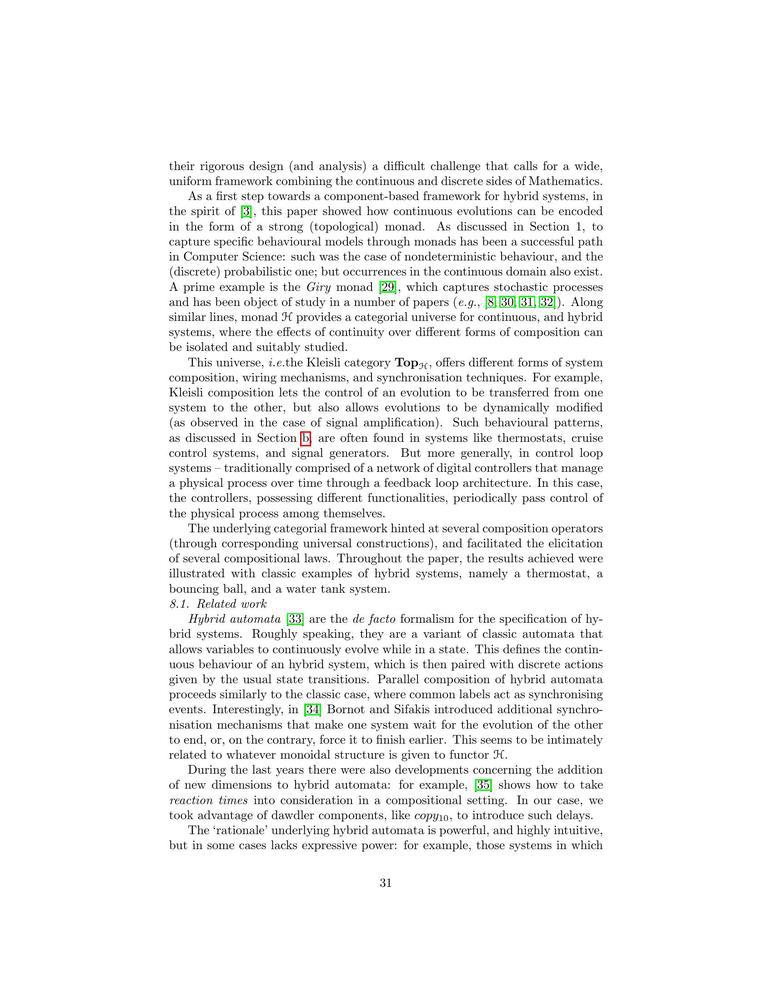 their rigorous design (and analysis) a difficult challenge that calls for a wide,
uniform framework combining the continuous and discrete sides of Mathematics.
As a first step towards a component-based framework for hybrid systems, in
the spirit of [3], this paper showed how continuous evolutions can be encoded
in the form of a strong (topological) monad. As discussed in Section 1, to
capture specific behavioural models through monads has been a successful path
in Computer Science: such was the case of nondeterministic behaviour, and the
(discrete) probabilistic one; but occurrences in the continuous domain also exist.
A prime example is the Giry monad [29], which captures stochastic processes
and has been object of study in a number of papers (e.g., [8, 30, 31, 32]). Along
similar lines, monad ℋ provides a categorial universe for continuous, and hybrid
systems, where the effects of continuity over different forms of composition can
be isolated and suitably studied.
This universe, i.e.the Kleisli category Top_ℋ, offers different forms of system
composition, wiring mechanisms, and synchronisation techniques. For example,
Kleisli composition lets the control of an evolution to be transferred from one
system to the other, but also allows evolutions to be dynamically modified
(as observed in the case of signal amplification). Such behavioural patterns,
as discussed in Section b, are often found in systems like thermostats, cruise
control systems, and signal generators. But more generally, in control loop
systems – traditionally comprised of a network of digital controllers that manage
a physical process over time through a feedback loop architecture. In this case,
the controllers, possessing different functionalities, periodically pass control of
the physical process among themselves.
The underlying categorial framework hinted at several composition operators
(through corresponding universal constructions), and facilitated the elicitation
of several compositional laws. Throughout the paper, the results achieved were
illustrated with classic examples of hybrid systems, namely a thermostat, a
bouncing ball, and a water tank system.
8.1. Related work
Hybrid automata [33] are the de facto formalism for the specification of hy-
brid systems. Roughly speaking, they are a variant of classic automata that
allows variables to continuously evolve while in a state. This defines the contin-
uous behaviour of an hybrid system, which is then paired with discrete actions
given by the usual state transitions. Parallel composition of hybrid automata
proceeds similarly to the classic case, where common labels act as synchronising
events. Interestingly, in [34] Bornot and Sifakis introduced additional synchro-
nisation mechanisms that make one system wait for the evolution of the other
to end, or, on the contrary, force it to finish earlier. This seems to be intimately
related to whatever monoidal structure is given to functor ℋ.
During the last years there were also developments concerning the addition
of new dimensions to hybrid automata: for example, [35] shows how to take
reaction times into consideration in a compositional setting. In our case, we
took advantage of dawdler components, like copy₁₀, to introduce such delays.
The ‘rationale’ underlying hybrid automata is powerful, and highly intuitive,
but in some cases lacks expressive power: for example, those systems in which
31